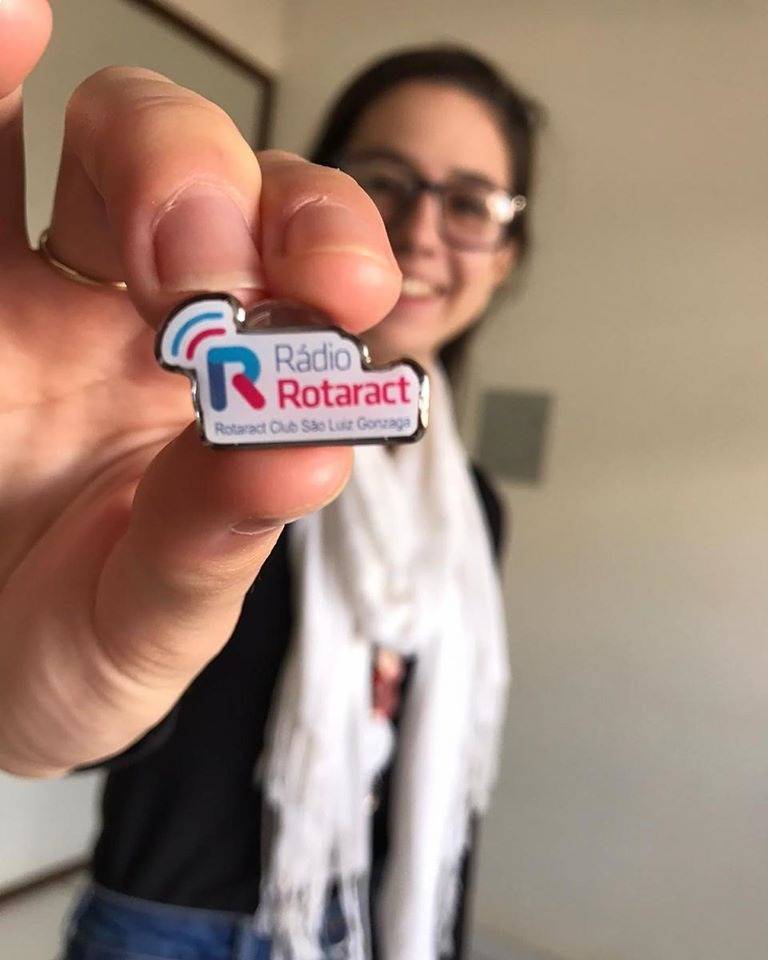 R Rádio
Rotaract
Rotaract Club São Luiz Gonzaga